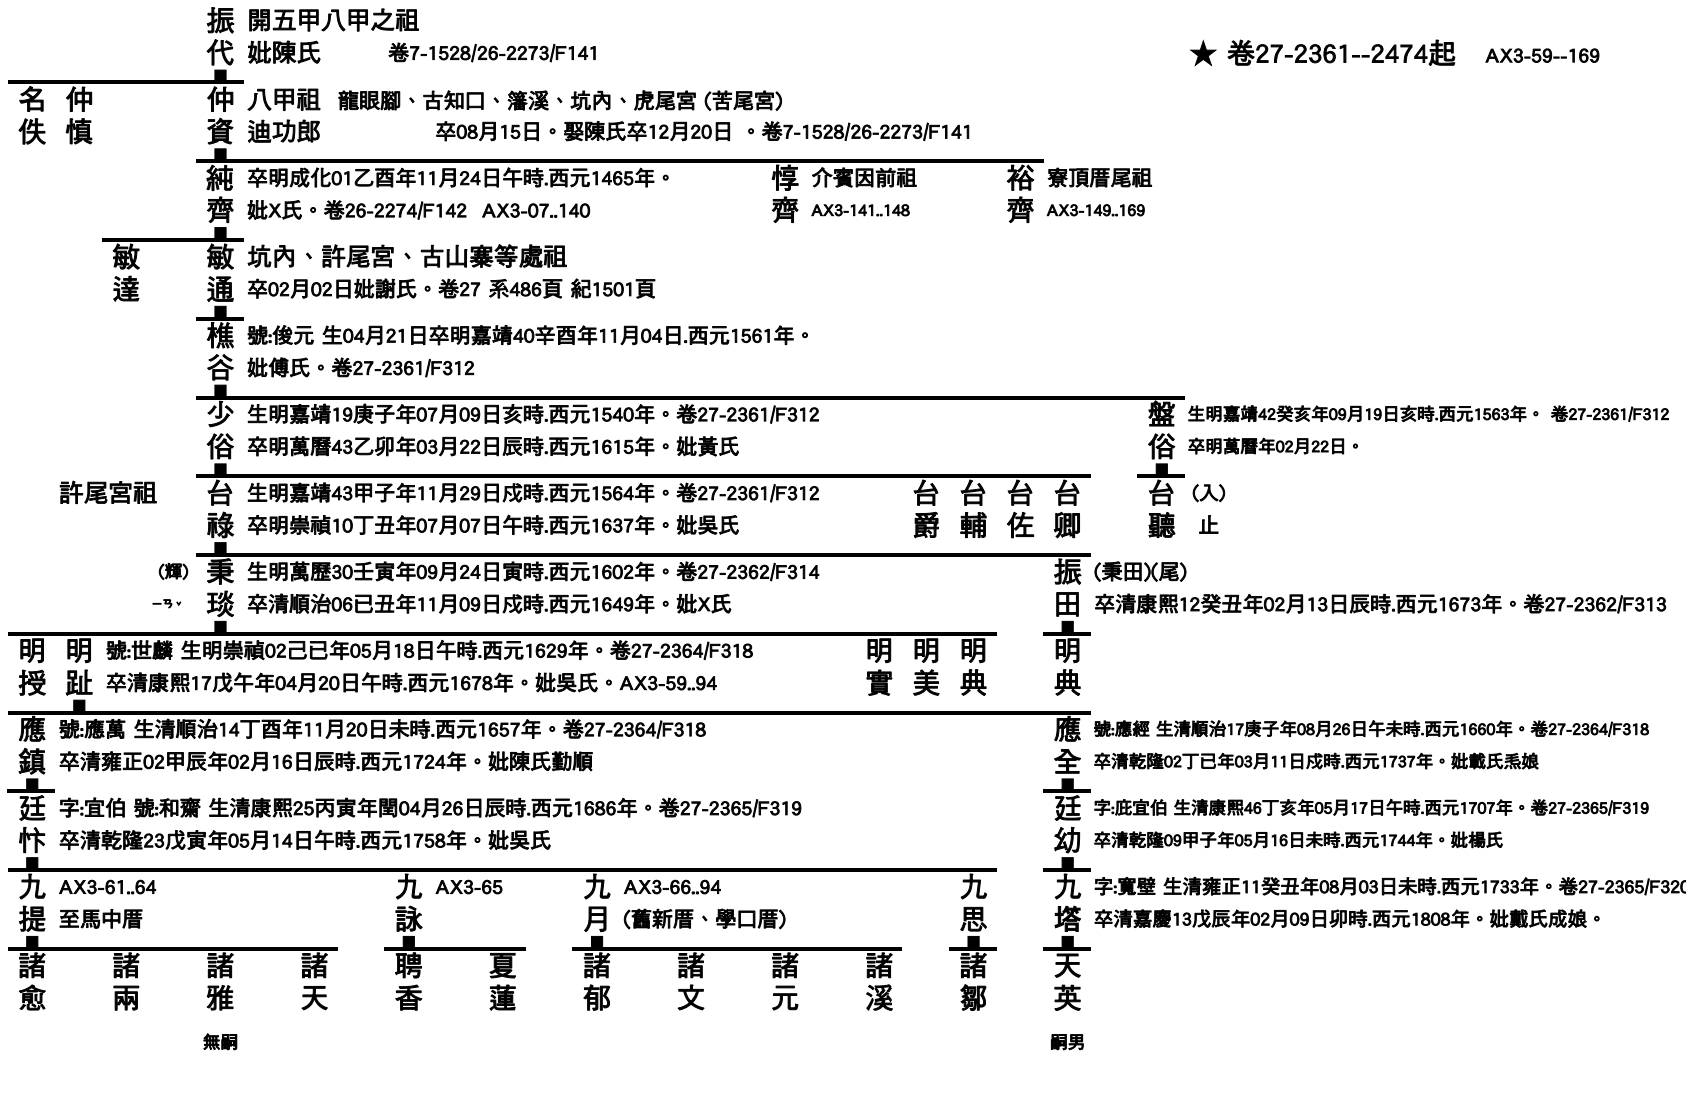 振代 開五甲八甲之祖
妣陳氏 卷7-1528/26-2273/F141
★ 卷27-2361--2474起 AX3-59--169
名佚 仲慎 仲資 八甲祖 龍眼腳、古知口、籓溪、坑內、虎尾宮 (苦尾宮)
迪功郎 卒08月15日。娶陳氏卒12月20日 。卷7-1528/26-2273/F141
純齊 卒明成化01乙酉年11月24日午時.西元1465年。
妣X氏。卷26-2274/F142 AX3-07..140
惇齊 介賓因前祖
AX3-141..148
裕齊 寮頂厝尾祖
AX3-149..169
敏達 敏通 坑內、許尾宮、古山寨等處祖
卒02月02日妣謝氏。卷27 系486頁 紀1501頁
樵谷 號:俊元 生04月21日卒明嘉靖40辛酉年11月04日.西元1561年。
妣傅氏。卷27-2361/F312
少俗 生明嘉靖19庚子年07月09日亥時.西元1540年。卷27-2361/F312
卒明萬曆43乙卯年03月22日辰時.西元1615年。妣黃氏
盤俗 生明嘉靖42癸亥年09月19日亥時.西元1563年。 卷27-2361/F312
卒明萬曆年02月22日。
許尾宮祖 台祿 生明嘉靖43甲子年11月29日戍時.西元1564年。卷27-2361/F312
卒明崇禎10丁丑年07月07日午時.西元1637年。妣吳氏
台爵 台輔 台佐 台卿 台聽 (入)
止
(輝) 秉琰 生明萬歷30壬寅年09月24日寅時.西元1602年。卷27-2362/F314
ㄧㄢˇ 卒清順治06已丑年11月09日戍時.西元1649年。妣X氏
振田 (秉田)(尾)
卒清康熙12癸丑年02月13日辰時.西元1673年。卷27-2362/F313
明授 明趾 號:世麟 生明崇禎02己已年05月18日午時.西元1629年。卷27-2364/F318
卒清康熙17戊午年04月20日午時.西元1678年。妣吳氏。AX3-59..94
明實 明美 明典 明典
應鎮 號:應萬 生清順治14丁酉年11月20日未時.西元1657年。卷27-2364/F318
卒清雍正02甲辰年02月16日辰時.西元1724年。妣陳氏勤順
應全 號:應經 生清順治17庚子年08月26日午未時.西元1660年。卷27-2364/F318
卒清乾隆02丁已年03月11日戍時.西元1737年。妣戴氏炁娘
廷忭 字:宜伯 號:和齋 生清康熙25丙寅年閏04月26日辰時.西元1686年。卷27-2365/F319
卒清乾隆23戊寅年05月14日午時.西元1758年。妣吳氏
廷幼 字:庇宜伯 生清康熙46丁亥年05月17日午時.西元1707年。卷27-2365/F319
卒清乾隆09甲子年05月16日未時.西元1744年。妣楊氏
九提 AX3-61..64
至馬中厝
九詠 AX3-65
九月 AX3-66..94
(舊新厝、學口厝)
九思
九塔 字:寬壁 生清雍正11癸丑年08月03日未時.西元1733年。卷27-2365/F320
卒清嘉慶13戊辰年02月09日卯時.西元1808年。妣戴氏成娘。
諸愈 諸兩 諸雅 諸天 聘香 夏蓮 諸郁 諸文 諸元 諸溪 諸鄒 天英
無嗣 嗣男